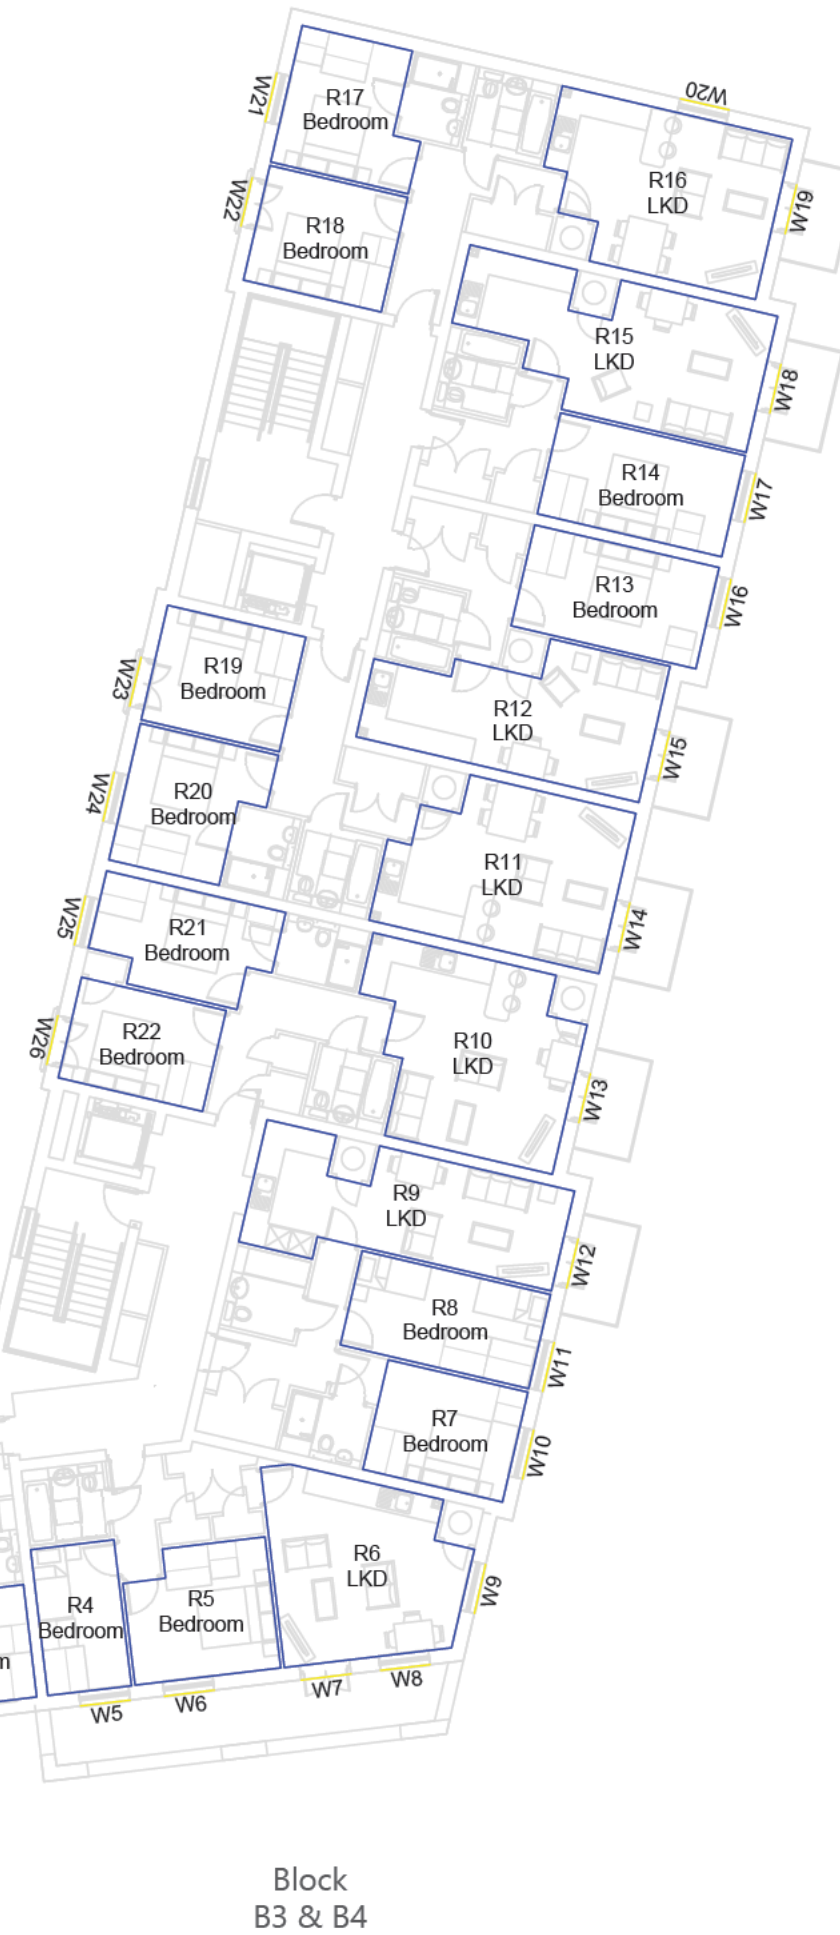 W20
W21
R17
Bedroom
R16
LKD
W19
W22
R18
Bedroom
R15
LKD
W18
R14
Bedroom
W17
R13
Bedroom
W16
W23
R19
Bedroom
R12
LKD
W15
W24
R20
Bedroom
R11
LKD
W14
W25
R21
Bedroom
W26
R22
Bedroom
R10
LKD
W13
R9
LKD
W12
R8
Bedroom
W11
R7
Bedroom
W10
R6
LKD
W9
R4
Bedroom
R5
Bedroom
m
W5
W6
W7
W8
Block
B3 & B4